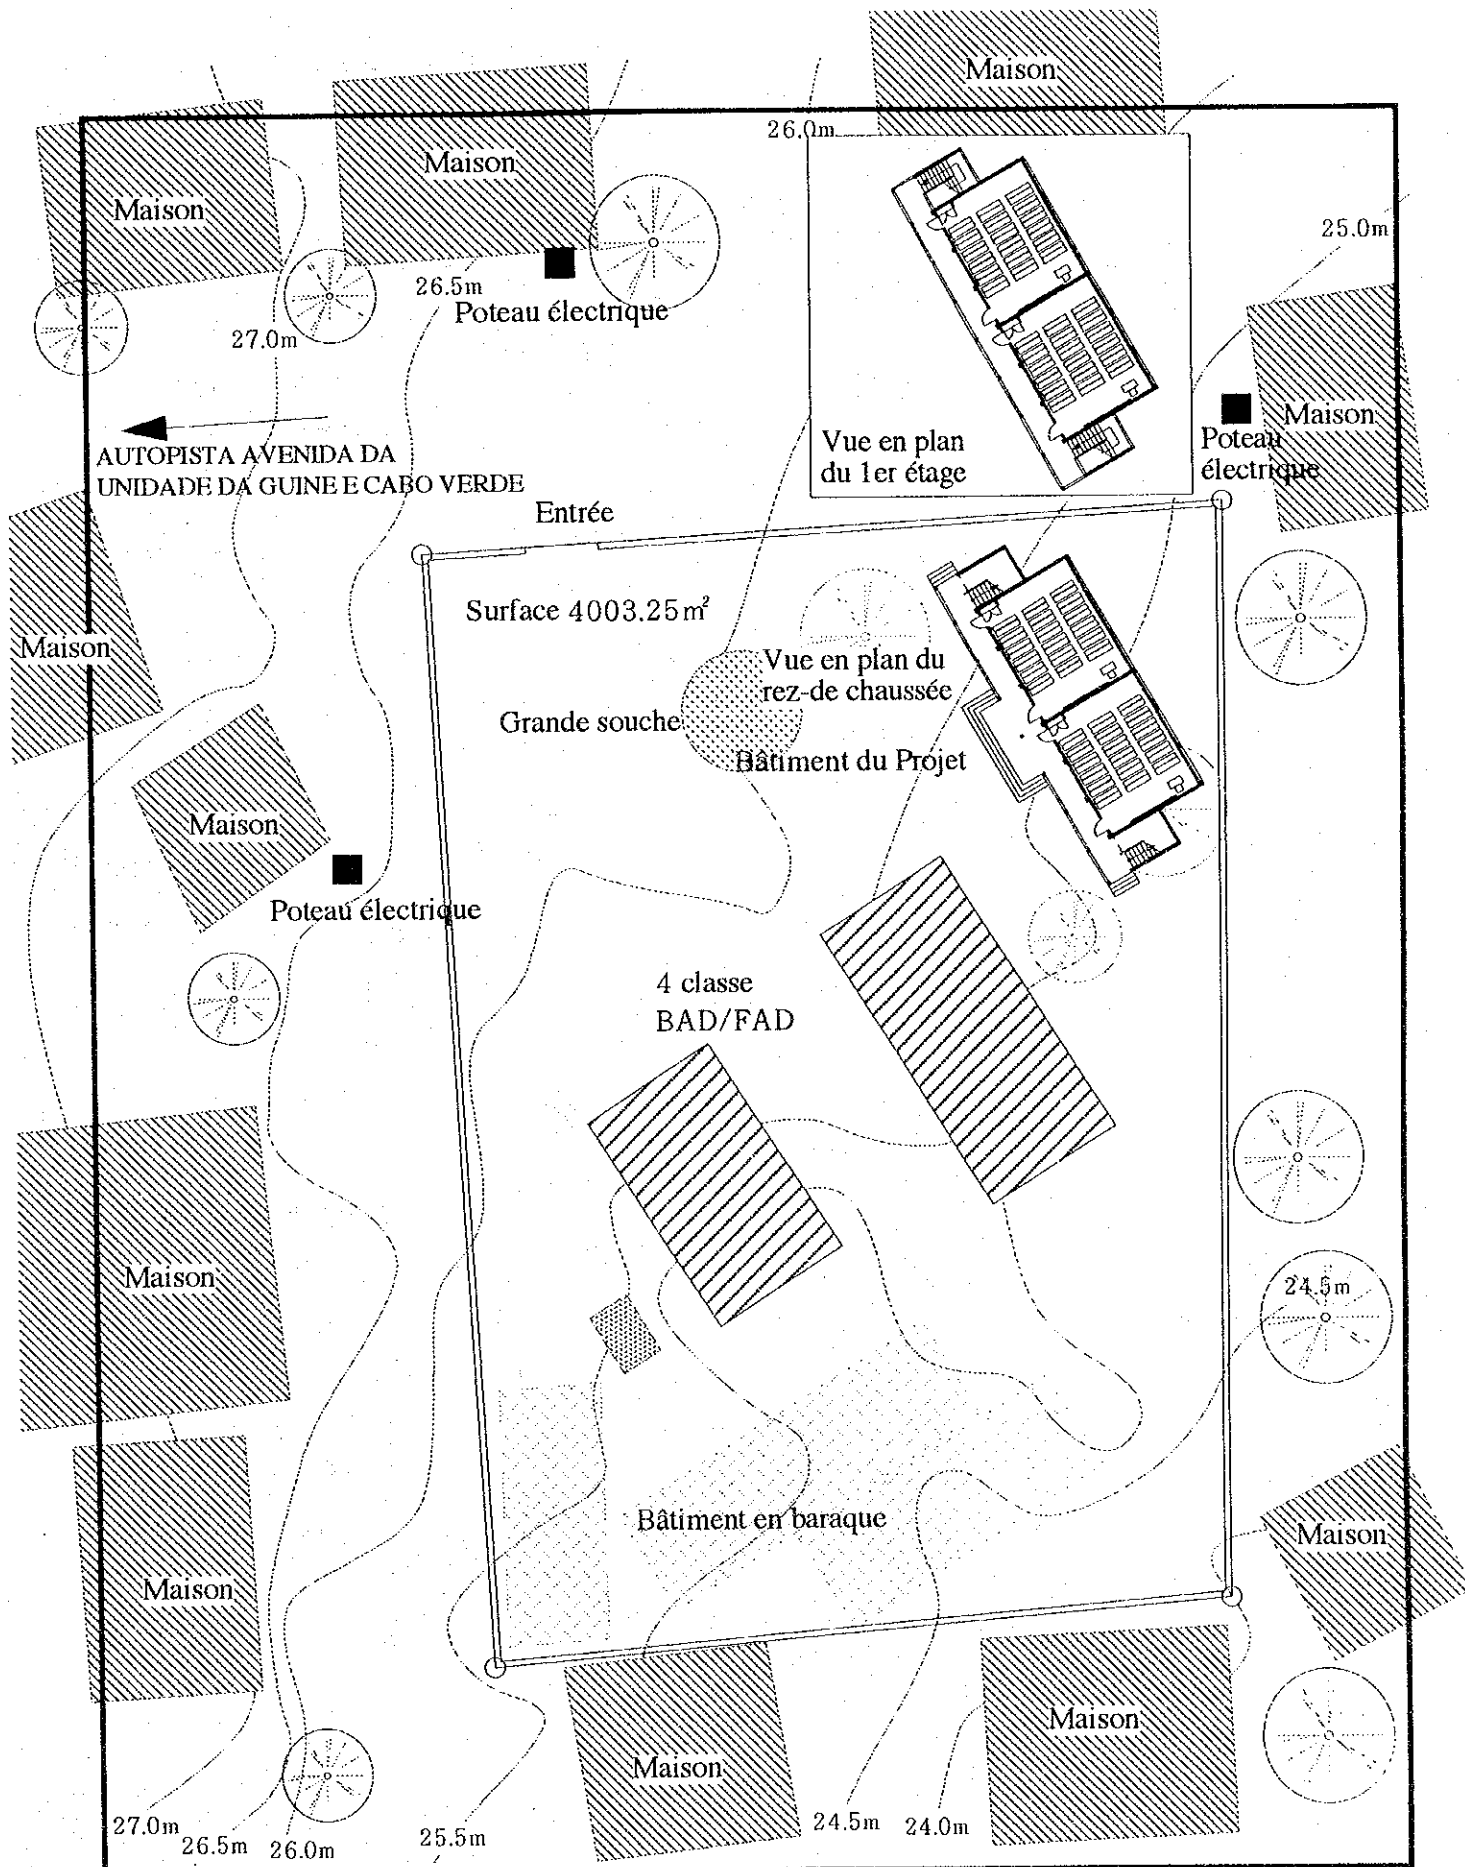 Maison
26.0m
Maison
Maison
25.0m
26.5m
Poteau électrique
27.0m
Maison
AUTOPISTA AVENIDA DA
UNIDADE DA GUINE E CABO VERDE
Vue en plan
du 1er étage
Poteau
électrique
Entrée
Surface 4003.25㎡
Maison
Vue en plan du
rez-de chaussée
Grande souche
Bâtiment du Projet
Maison
Poteau électrique
4 classe
BAD/FAD
Maison
24.5m
Bâtiment en baraque
Maison
Maison
Maison
Maison
27.0m
26.5m
26.0m
25.5m
24.5m
24.0m